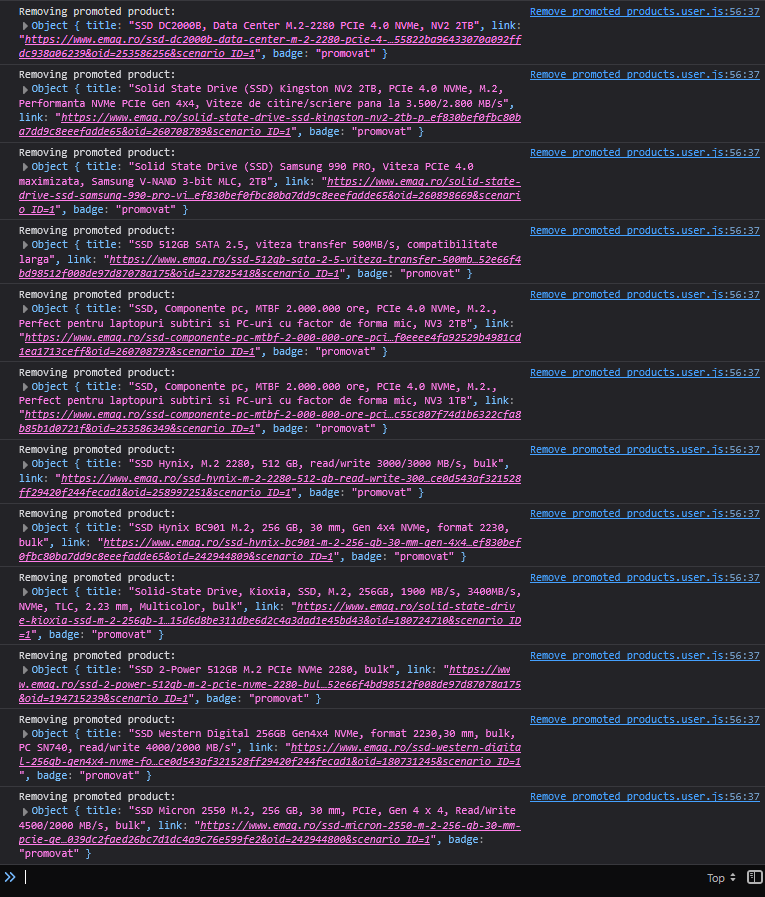 Removing promoted product:
Remove promoted products.user.js:56:37
Object { title: "SSD DC2000B, Data Center M.2-2280 PCIe 4.0 NVMe, NV2 2TB", link:
"https://www.emag.ro/ssd-dc2000b-data-center-m-2-2280-pcie-4-…55822ba96433070a092ff
dc938a06239&oid=253586256&scenario_ID=1", badge: "promovat" }
Removing promoted product:
Remove promoted products.user.js:56:37
Object { title: "Solid State Drive (SSD) Kingston NV2 2TB, PCIe 4.0 NVMe, M.2,
Performanta NVMe PCIe Gen 4x4, Viteze de citire/scriere pana la 3.500/2.800 MB/s",
link: "https://www.emag.ro/solid-state-drive-ssd-kingston-nv2-2tb-p…ef830bef0fbc80b
a7dd9c8eeefadde65&oid=260708789&scenario_ID=1", badge: "promovat" }
Removing promoted product:
Remove promoted products.user.js:56:37
Object { title: "Solid State Drive (SSD) Samsung 990 PRO, Viteza PCIe 4.0
maximizata, Samsung V-NAND 3-bit MLC, 2TB", link: "https://www.emag.ro/solid-state-
drive-ssd-samsung-990-pro-vi…ef830bef0fbc80ba7dd9c8eeefadde65&oid=260898669&scenari
o_ID=1", badge: "promovat" }
Removing promoted product:
Remove promoted products.user.js:56:37
Object { title: "SSD 512GB SATA 2.5, viteza transfer 500MB/s, compatibilitate
larga", link: "https://www.emag.ro/ssd-512gb-sata-2-5-viteza-transfer-500mb…52e66f4
bd98512f008de97d87078a175&oid=237825418&scenario_ID=1", badge: "promovat" }
Removing promoted product:
Remove promoted products.user.js:56:37
Object { title: "SSD, Componente pc, MTBF 2.000.000 ore, PCIe 4.0 NVMe, M.2.,
Perfect pentru laptopuri subtiri si PC-uri cu factor de forma mic, NV3 2TB", link:
"https://www.emag.ro/ssd-componente-pc-mtbf-2-000-000-ore-pci…f0eeee4fa92529b4981cd
1ea1713ceff&oid=260708797&scenario_ID=1", badge: "promovat" }
Removing promoted product:
Remove promoted products.user.js:56:37
Object { title: "SSD, Componente pc, MTBF 2.000.000 ore, PCIe 4.0 NVMe, M.2.,
Perfect pentru laptopuri subtiri si PC-uri cu factor de forma mic, NV3 1TB", link:
"https://www.emag.ro/ssd-componente-pc-mtbf-2-000-000-ore-pci…c55c807f74d1b6322cfa8
b85b1d0721f&oid=253586349&scenario_ID=1", badge: "promovat" }
Removing promoted product:
Remove promoted products.user.js:56:37
Object { title: "SSD Hynix, M.2 2280, 512 GB, read/write 3000/3000 MB/s, bulk",
link: "https://www.emag.ro/ssd-hynix-m-2-2280-512-gb-read-write-300…ce0d543af321528
ff29420f244fecad1&oid=258997251&scenario_ID=1", badge: "promovat" }
Removing promoted product:
Remove promoted products.user.js:56:37
Object { title: "SSD Hynix BC901 M.2, 256 GB, 30 mm, Gen 4x4 NVMe, format 2230,
bulk", link: "https://www.emag.ro/ssd-hynix-bc901-m-2-256-gb-30-mm-gen-4x4…ef830bef
0fbc80ba7dd9c8eeefadde65&oid=242944809&scenario_ID=1", badge: "promovat" }
Removing promoted product:
Remove promoted products.user.js:56:37
Object { title: "Solid-State Drive, Kioxia, SSD, M.2, 256GB, 1900 MB/s, 3400MB/s,
NVMe, TLC, 2.23 mm, Multicolor, bulk", link: "https://www.emag.ro/solid-state-driv
e-kioxia-ssd-m-2-256gb-1…15d6d8be311dbe6d2c4a3dad1e45bd43&oid=180724710&scenario_ID
=1", badge: "promovat" }
Removing promoted product:
Remove promoted products.user.js:56:37
Object { title: "SSD 2-Power 512GB M.2 PCIe NVMe 2280, bulk", link: "https://ww
w.emag.ro/ssd-2-power-512gb-m-2-pcie-nvme-2280-bul…52e66f4bd98512f008de97d87078a175
&oid=194715239&scenario_ID=1", badge: "promovat" }
Removing promoted product:
Remove promoted products.user.js:56:37
Object { title: "SSD Western Digital 256GB Gen4x4 NVMe, format 2230,30 mm, bulk,
PC SN740, read/write 4000/2000 MB/s", link: "https://www.emag.ro/ssd-western-digita
l-256gb-gen4x4-nvme-fo…ce0d543af321528ff29420f244fecad1&oid=180731245&scenario_ID=1
", badge: "promovat" }
Removing promoted product:
Remove promoted products.user.js:56:37
Object { title: "SSD Micron 2550 M.2, 256 GB, 30 mm, PCIe, Gen 4 x 4, Read/Write
4500/2000 MB/s, bulk", link: "https://www.emag.ro/ssd-micron-2550-m-2-256-gb-30-mm-
pcie-ge…039dc2faed26bc7d1dc4a9c76e599fe2&oid=242944800&scenario_ID=1", badge:
"promovat" }
Top